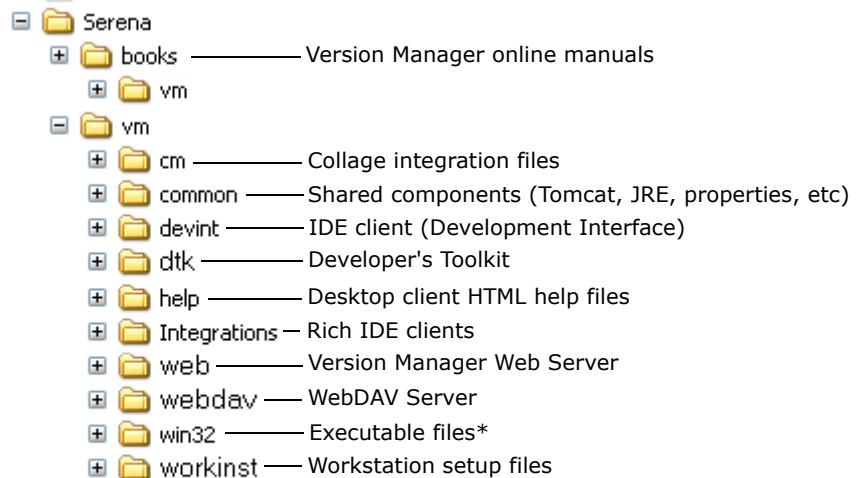 Serena
books Version Manager online manuals
vm
vm
cm Collage integration files
common Shared components (Tomcat, JRE, properties, etc)
devint IDE client (Development Interface)
dtk Developer's Toolkit
help Desktop client HTML help files
Integrations Rich IDE clients
web Version Manager Web Server
webdav WebDAV Server
win32 Executable files*
workinst Workstation setup files